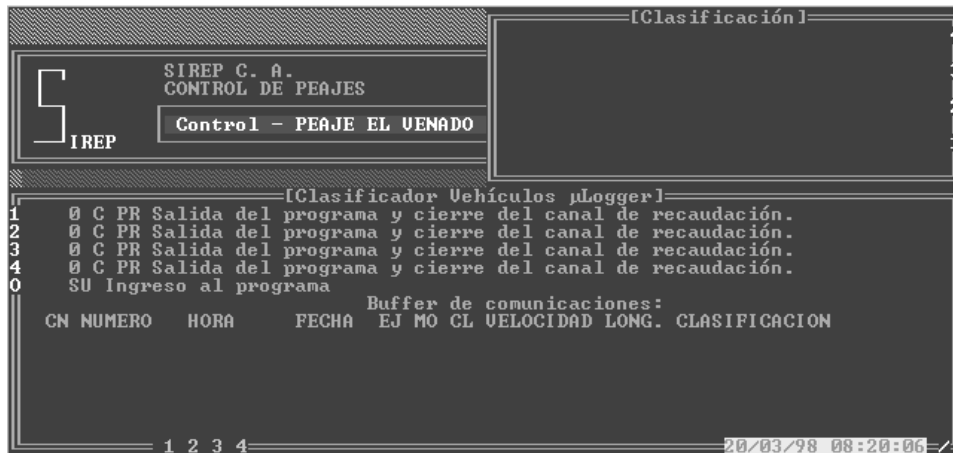 [Clasificación]
SIREP C. A.
CONTROL DE PEAJES
Control - PEAJE EL VENADO
SIREP
[Clasificador Vehículos µLogger]
1 0 C PR Salida del programa y cierre del canal de recaudación.
2 0 C PR Salida del programa y cierre del canal de recaudación.
3 0 C PR Salida del programa y cierre del canal de recaudación.
4 0 C PR Salida del programa y cierre del canal de recaudación.
0 SU Ingreso al programa
Buffer de comunicaciones:
CN NUMERO HORA FECHA EJ MO CL VELOCIDAD LONG. CLASIFICACION
1 2 3 4
20/03/98 08:20:06